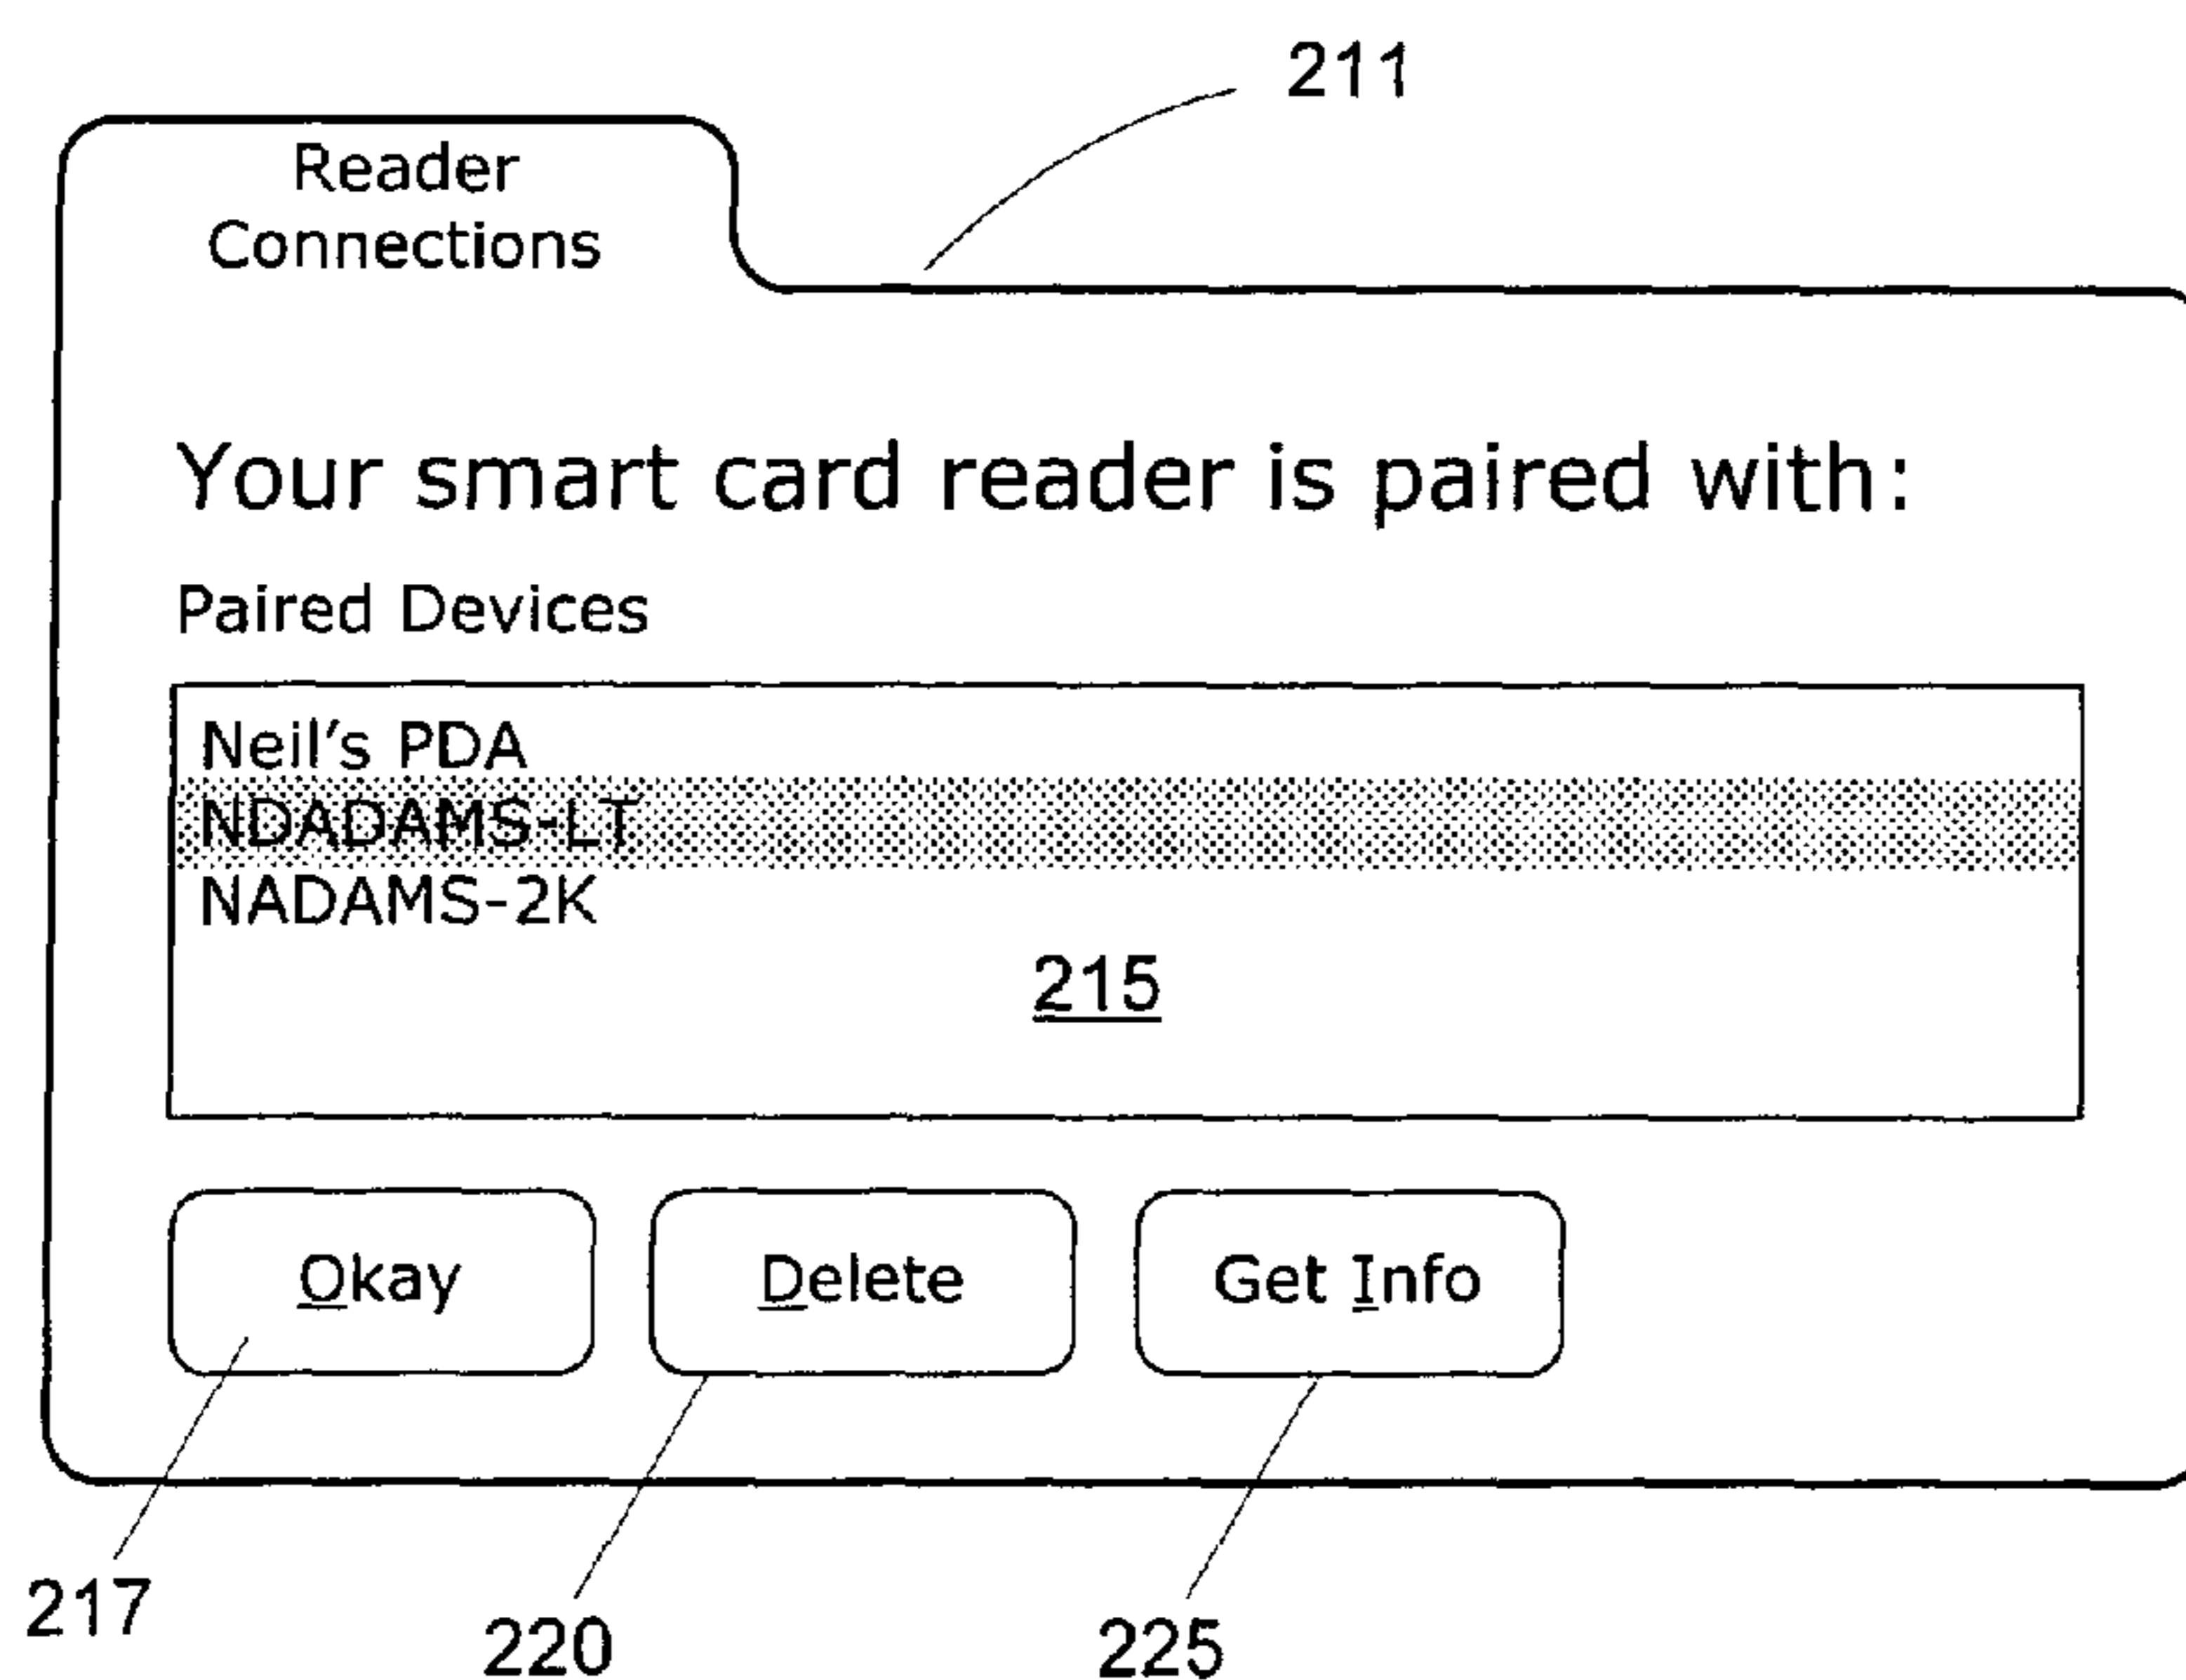 211
Reader
Connections
Your smart card reader is paired with:
Paired Devices
Neil's PDA
NDADAMS-LT
NADAMS-2K
215
Okay Delete Get Info
217 220 225